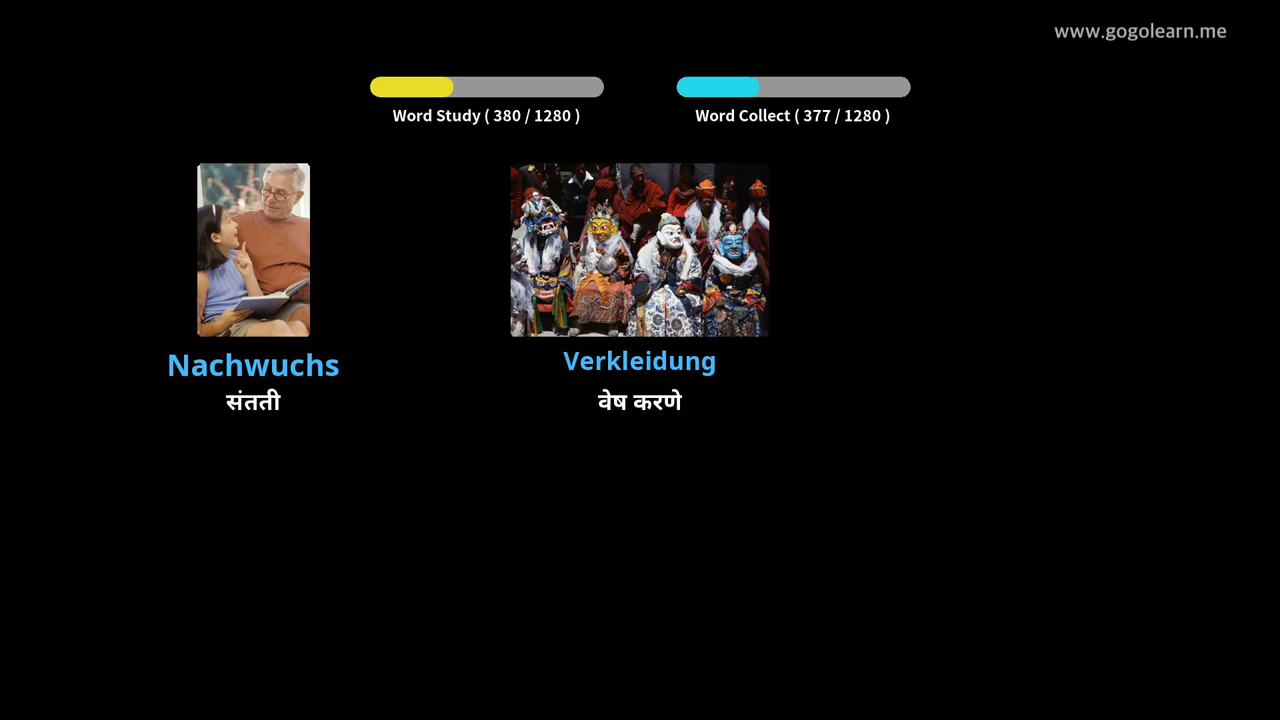 www.gogolearn.me
Word Study ( 380 / 1280 )
Word Collect ( 377 / 1280 )
Nachwuchs
संतती
Verkleidung
वेष करणे